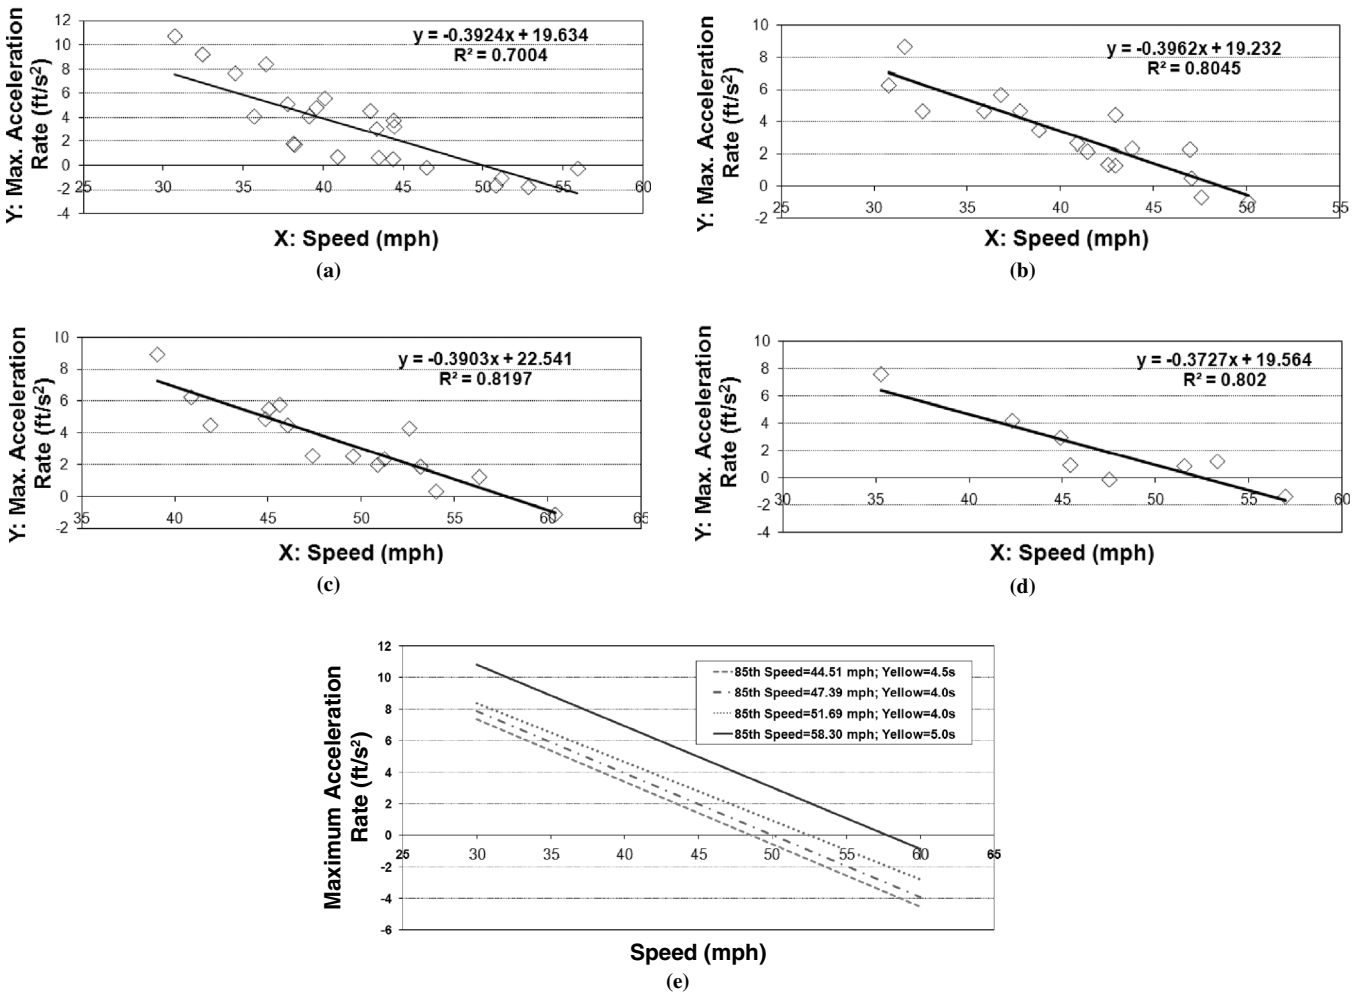 12
10
8
6
4
2
0
-2
-4
30 35 40 45 50 55 60
25
y = -0.3924x + 19.634
R² = 0.7004
Y: Max. Acceleration
Rate (ft/s²)
X: Speed (mph)
(a)
10
8
6
4
2
0
-2
25 30 35 40 45 50 55
y = -0.3962x + 19.232
R² = 0.8045
Y: Max. Acceleration
Rate (ft/s²)
X: Speed (mph)
(b)
10
8
6
4
2
0
-2
35 40 45 50 55 60 65
y = -0.3903x + 22.541
R² = 0.8197
Y: Max. Acceleration
Rate (ft/s²)
X: Speed (mph)
(c)
10
8
6
4
2
0
-2
-4
30 35 40 45 50 55 60
y = -0.3727x + 19.564
R² = 0.802
Y: Max. Acceleration
Rate (ft/s²)
X: Speed (mph)
(d)
12
10
8
6
4
2
0
-2
-4
-6
25 30 35 40 45 50 55 60 65
85th Speed=44.51 mph; Yellow=4.5s
85th Speed=47.39 mph; Yellow=4.0s
85th Speed=51.69 mph; Yellow=4.0s
85th Speed=58.30 mph; Yellow=5.0s
Maximum Acceleration
Rate (ft/s²)
Speed (mph)
(e)